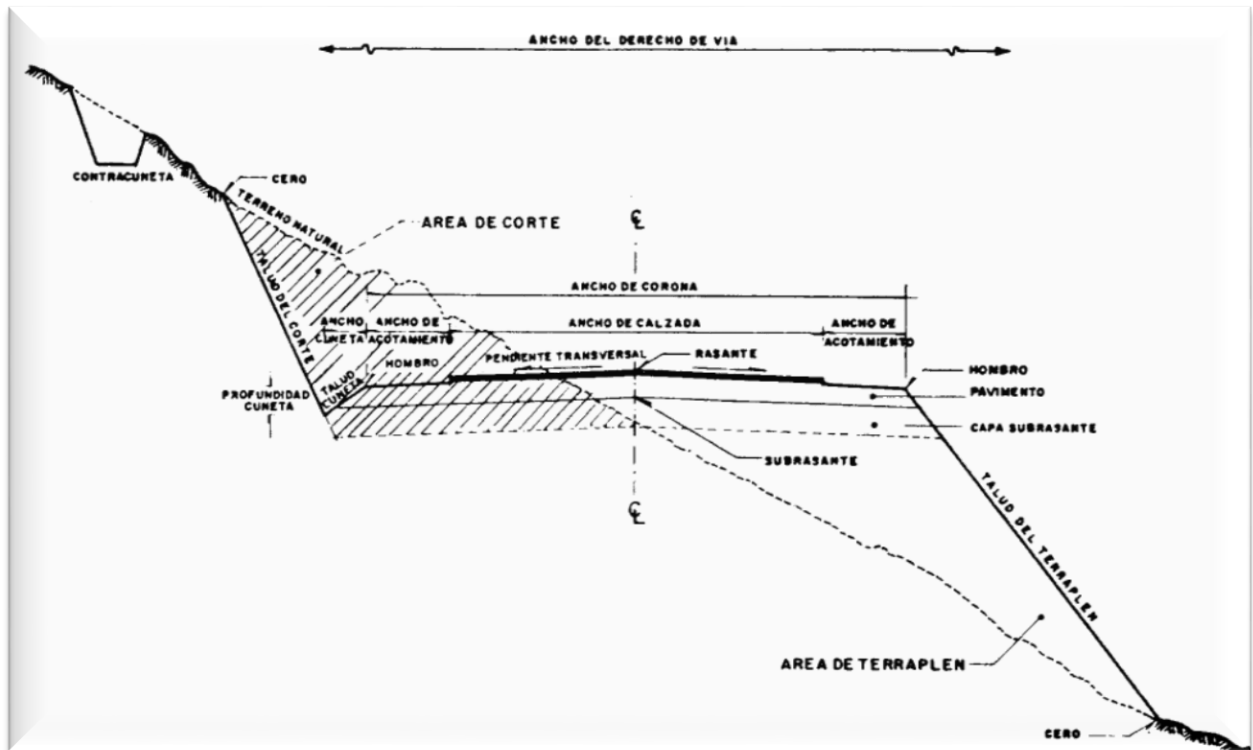 ANCHO DEL DERECHO DE VIA
CONTRACUNETA
CERO
TERRENO NATURAL
AREA DE CORTE
℄
TALUD DEL CORTE
ANCHO DE CORONA
ANCHO
CUNETA
ANCHO DE
ACOTAMIENTO
ANCHO DE CALZADA
ANCHO DE
ACOTAMIENTO
HOMBRO
PENDIENTE TRANSVERSAL
RASANTE
HOMBRO
TALUD
CUNETA
PROFUNDIDAD
CUNETA
PAVIMENTO
CAPA SUBRASANTE
SUBRASANTE
℄
TALUD DEL TERRAPLEN
AREA DE TERRAPLEN
CERO